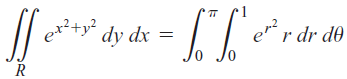 ∬_R e^{x²+y²} dy dx = ∫_0^π ∫_0^1 e^{r²} r dr dθ